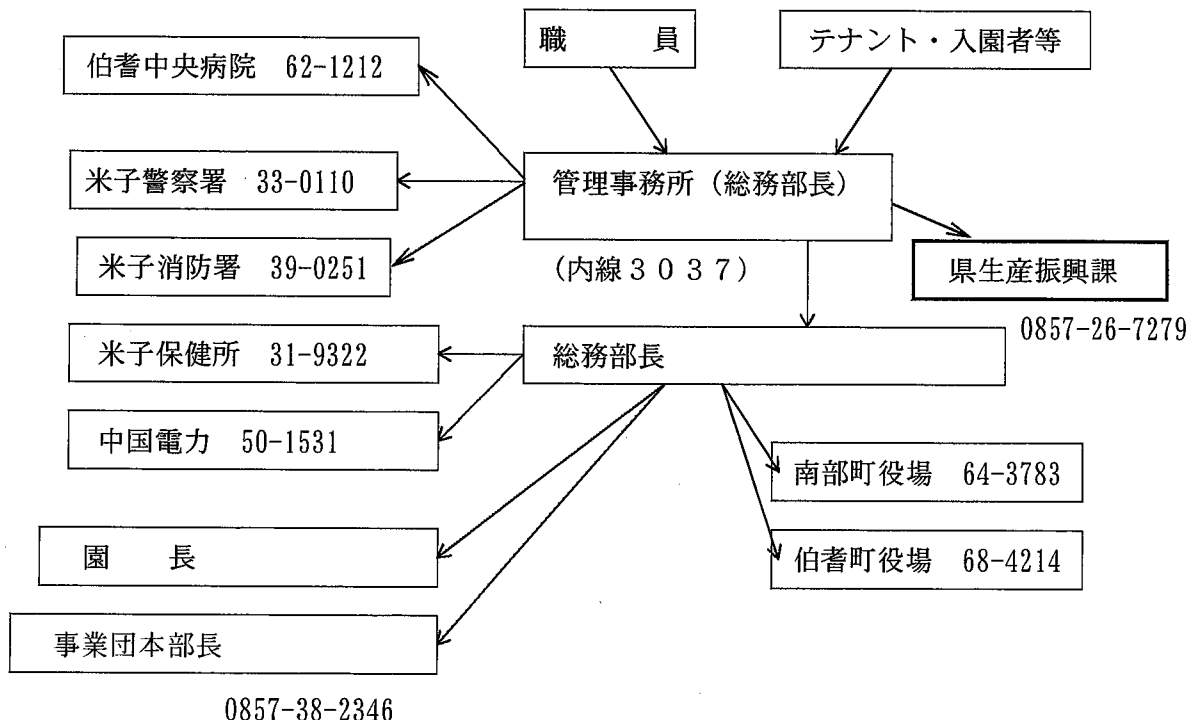 職　　員
テナント・入園者等
伯耆中央病院　62-1212
米子警察署　33-0110
管理事務所（総務部長）
米子消防署　39-0251
（内線３０３７）
県生産振興課
0857-26-7279
米子保健所　31-9322
総務部長
中国電力　50-1531
南部町役場　64-3783
園　　長
伯耆町役場　68-4214
事業団本部長
0857-38-2346